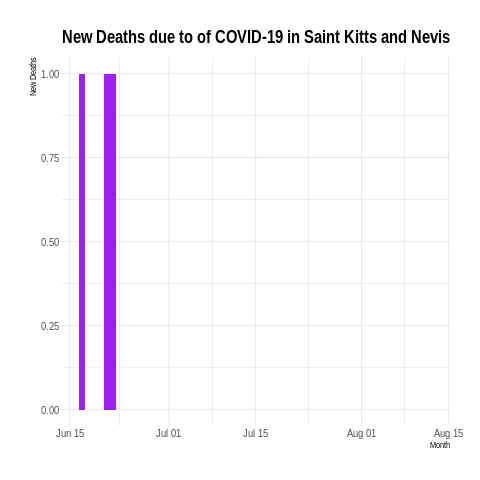 New Deaths due to of COVID-19 in Saint Kitts and Nevis
New Deaths
1.00
0.75
0.50
0.25
0.00
Jun 15 Jul 01 Jul 15 Aug 01 Aug 15
Month